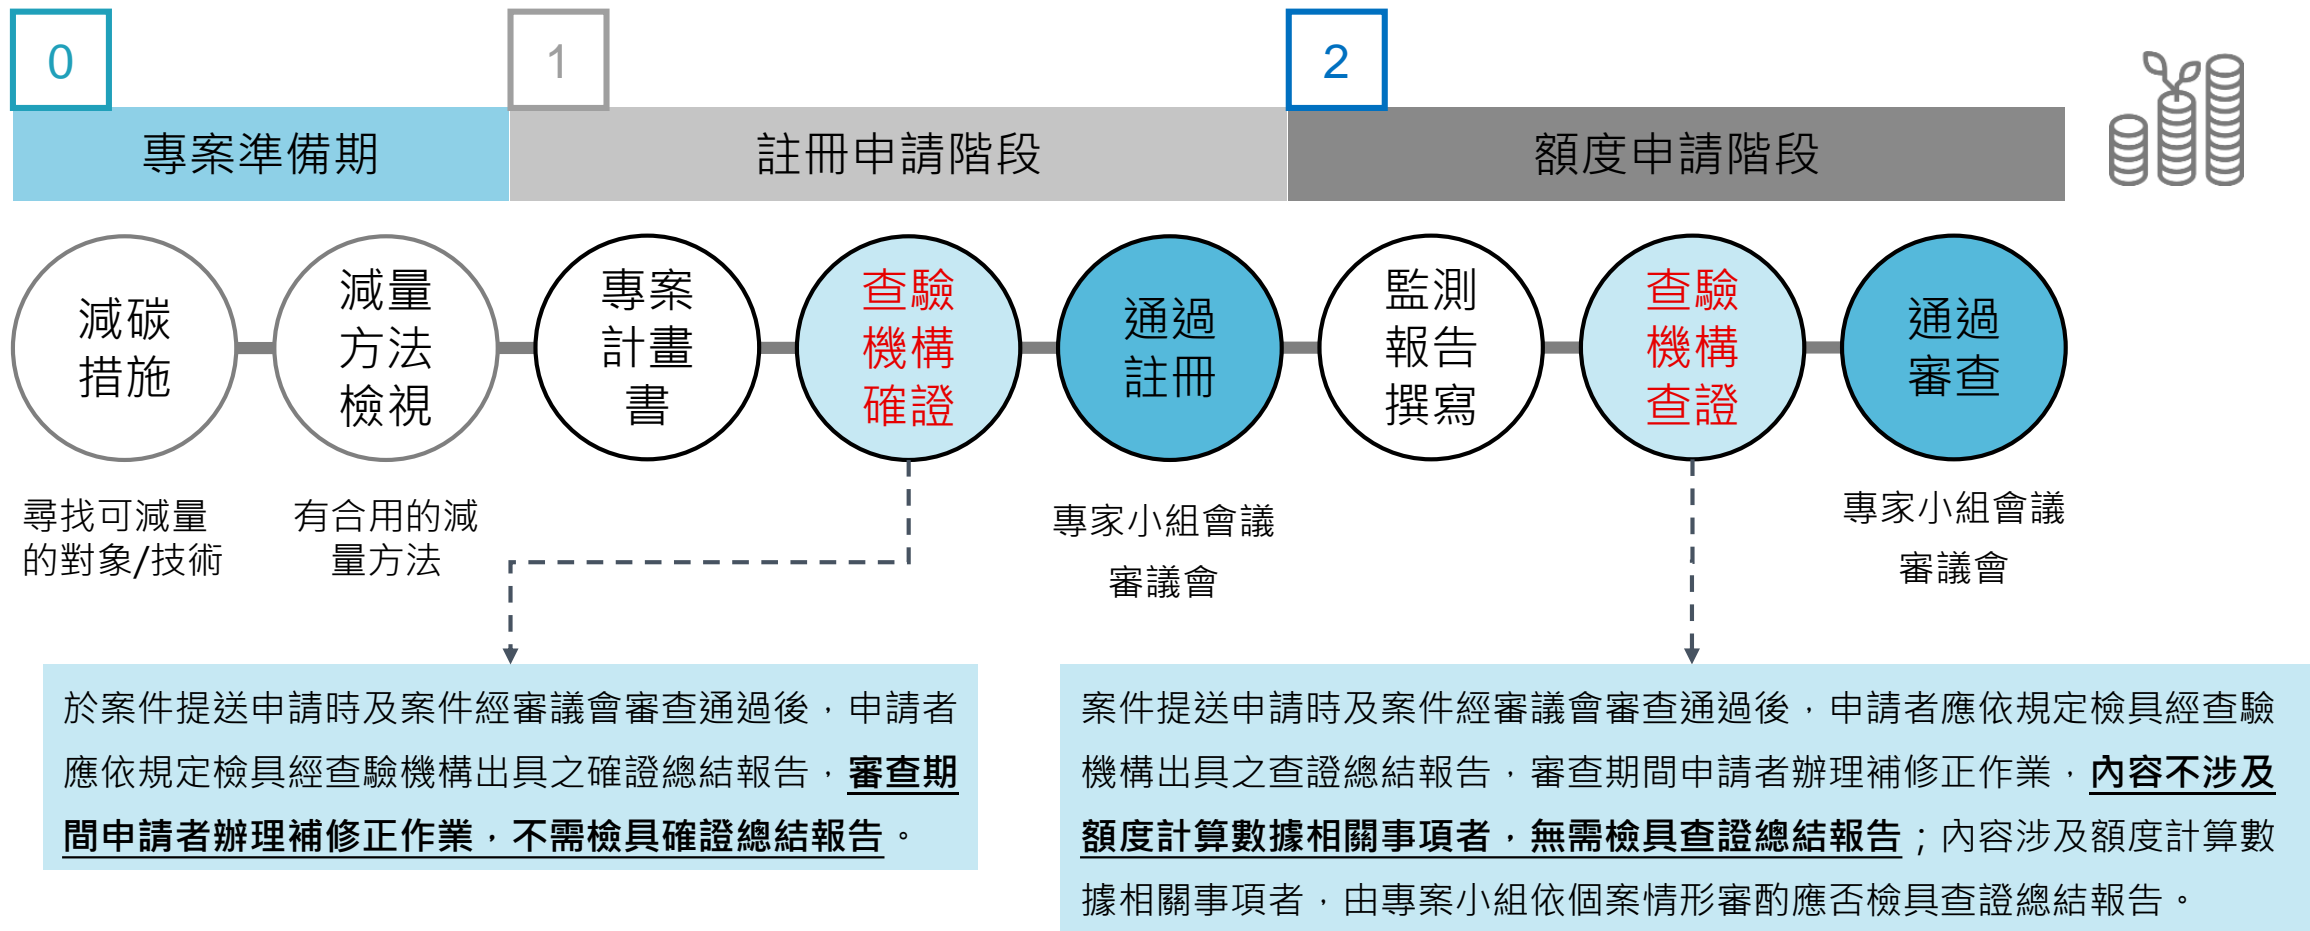 0
1
2
專案準備期
註冊申請階段
額度申請階段
減碳
措施
減量
方法
檢視
專案
計畫
書
查驗
機構
確證
通過
註冊
監測
報告
撰寫
查驗
機構
查證
通過
審查
尋找可減量
的對象/技術
有合用的減
量方法
專家小組會議
審議會
專家小組會議
審議會
於案件提送申請時及案件經審議會審查通過後，申請者
應依規定檢具經查驗機構出具之確證總結報告，審查期
間申請者辦理補修正作業，不需檢具確證總結報告。
案件提送申請時及案件經審議會審查通過後，申請者應依規定檢具經查驗
機構出具之查證總結報告，審查期間申請者辦理補修正作業，內容不涉及
額度計算數據相關事項者，無需檢具查證總結報告；內容涉及額度計算數
據相關事項者，由專案小組依個案情形審酌應否檢具查證總結報告。